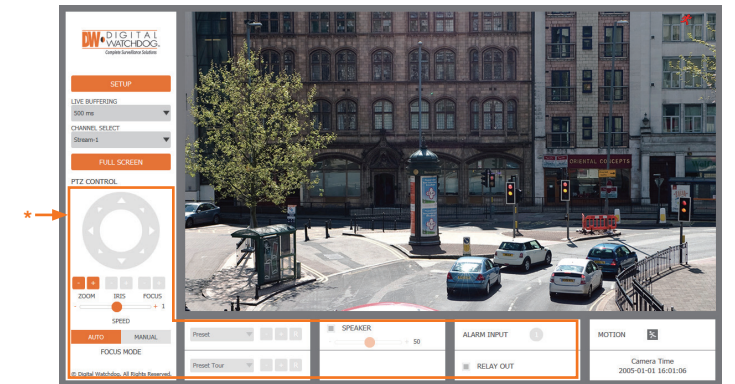 DW DIGITAL
WATCHDOG.
Complete Surveillance Solutions
SETUP
LIVE BUFFERING
500 ms
CHANNEL SELECT
Stream-1
FULL SCREEN
PTZ CONTROL
*
- +
ZOOM IRIS FOCUS
- + 1
SPEED
AUTO MANUAL
FOCUS MODE
© Digital Watchdog. All Rights Reserved.
ORIENTAL CONCEPTS
Preset
Preset Tour
SPEAKER
- + 50
ALARM INPUT 1
RELAY OUT
MOTION
Camera Time
2005-01-01 16:01:06